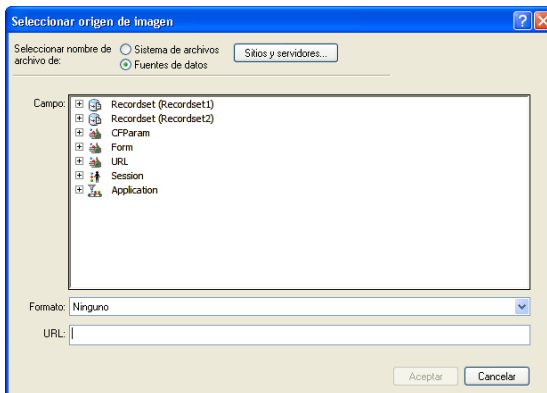 Seleccionar origen de imagen
Seleccionar nombre de archivo de:
Sistema de archivos
Fuentes de datos
Sitios y servidores...
Campo:
Recordset (Recordset1)
Recordset (Recordset2)
CFParam
Form
URL
Session
Application
Formato: Ninguno
URL:
Aceptar
Cancelar